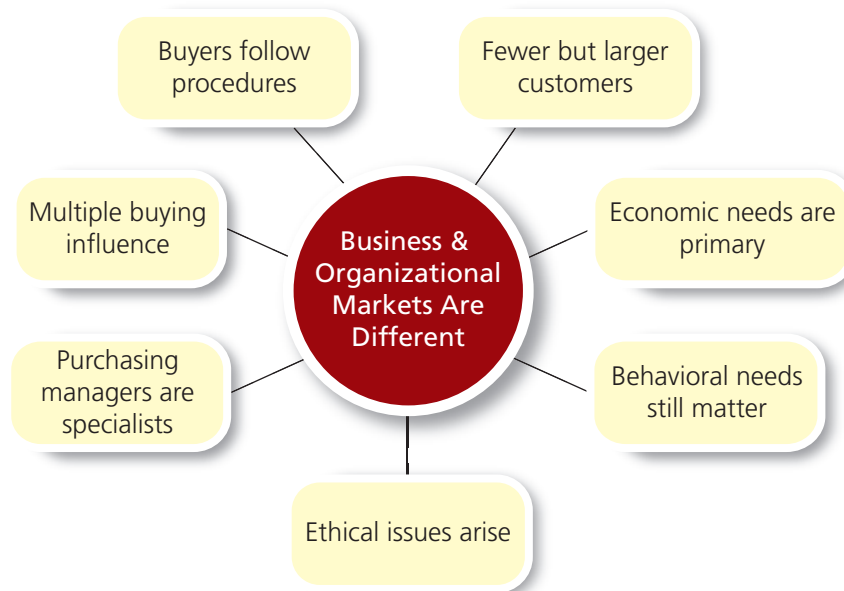 Buyers follow
procedures
Fewer but larger
customers
Multiple buying
influence
Business &
Organizational
Markets Are
Different
Economic needs are
primary
Purchasing
managers are
specialists
Behavioral needs
still matter
Ethical issues arise